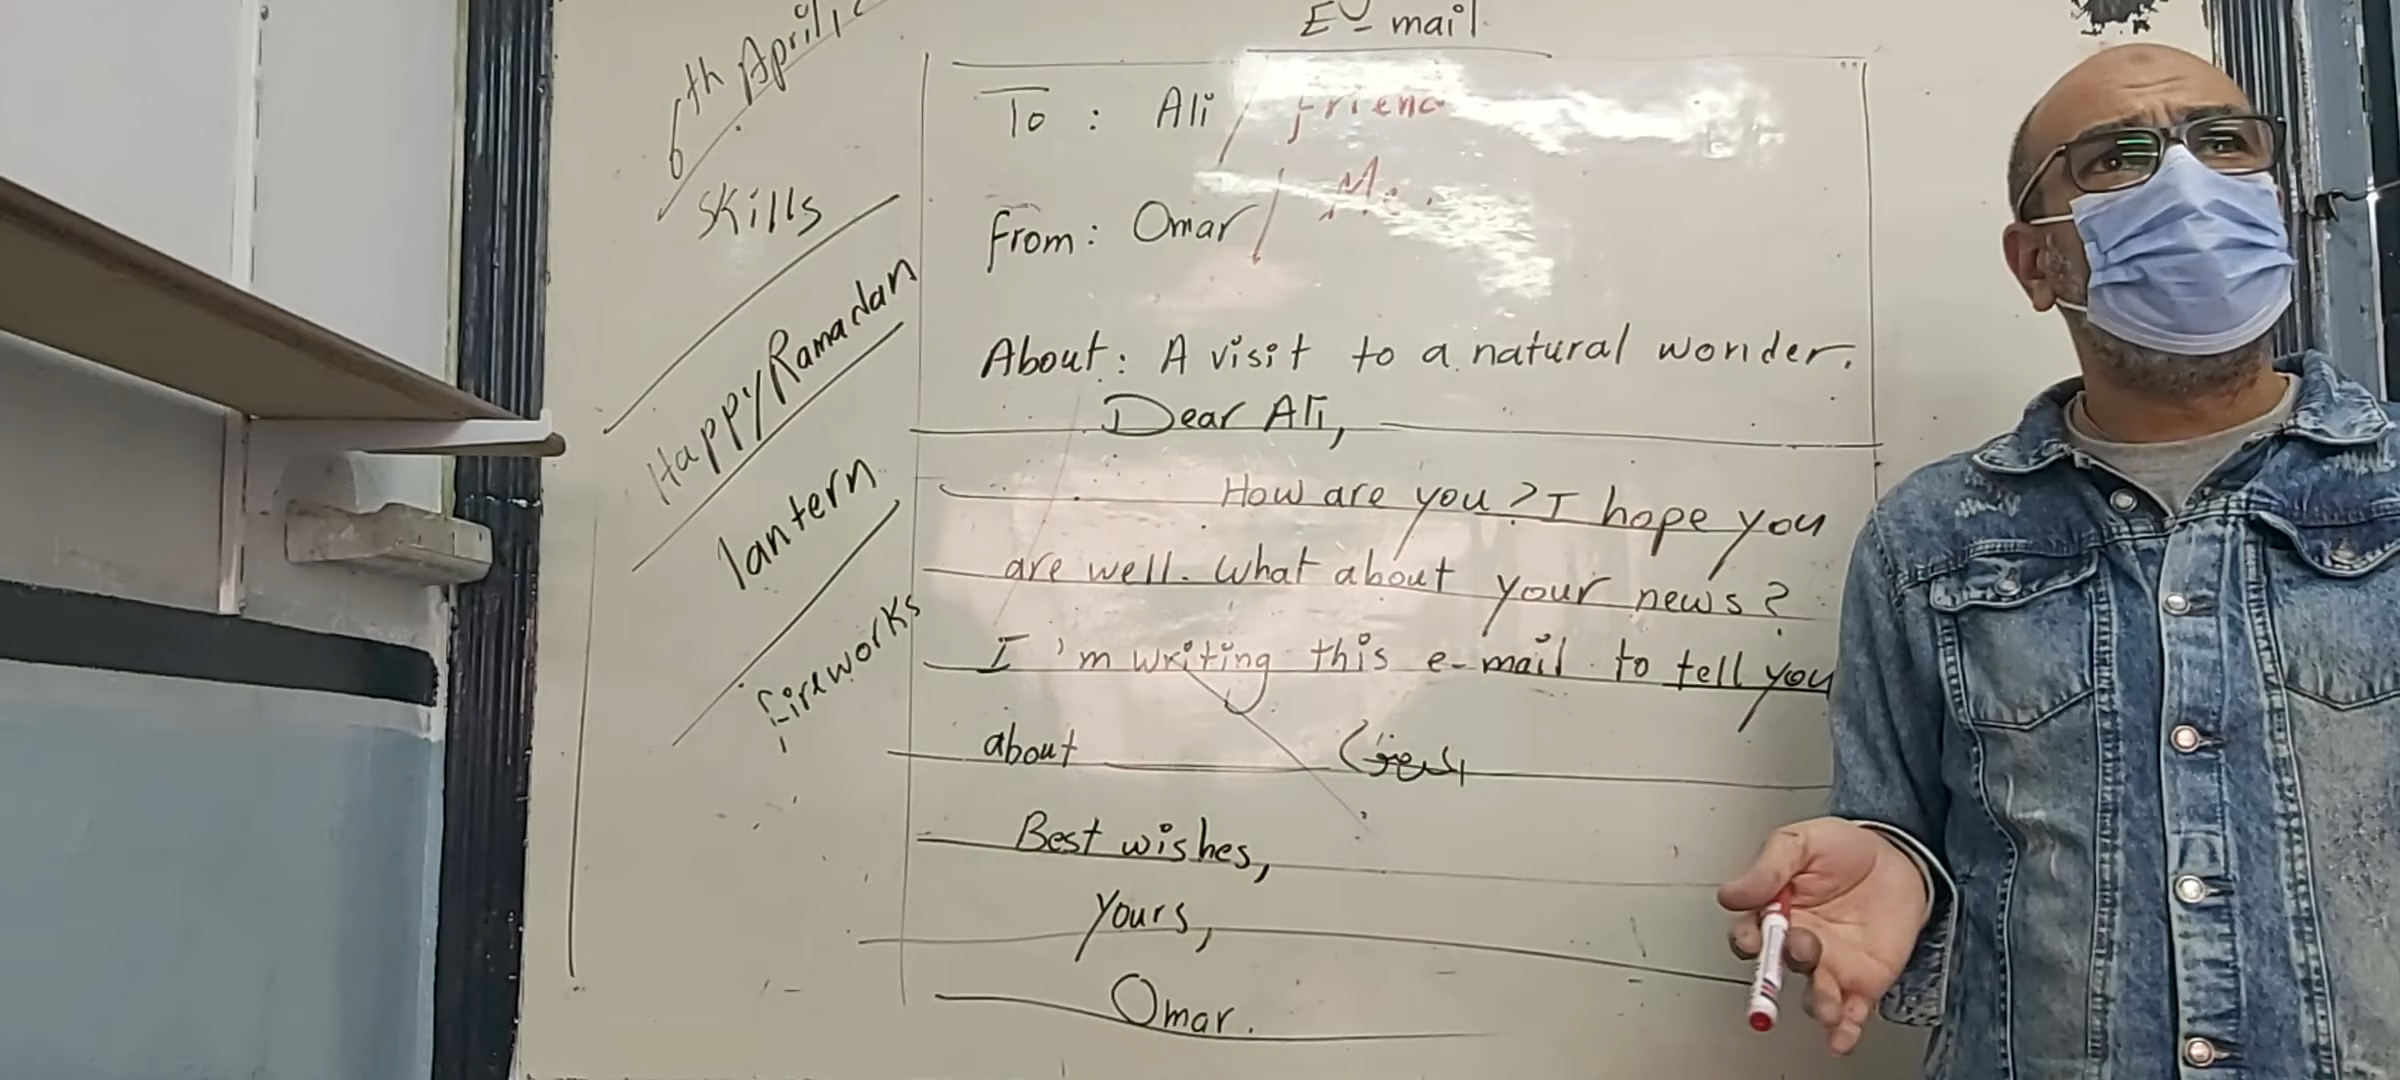 6th April,
Skills
Happy Ramadan
lantern
fireworks
E-mail
To : Ali / friend
From : Omar / Me.
About : A visit to a natural wonder.
Dear Ali,
How are you? I hope you
are well. What about your news?
I'm writing this e-mail to tell you
about
Best wishes,
yours,
Omar.